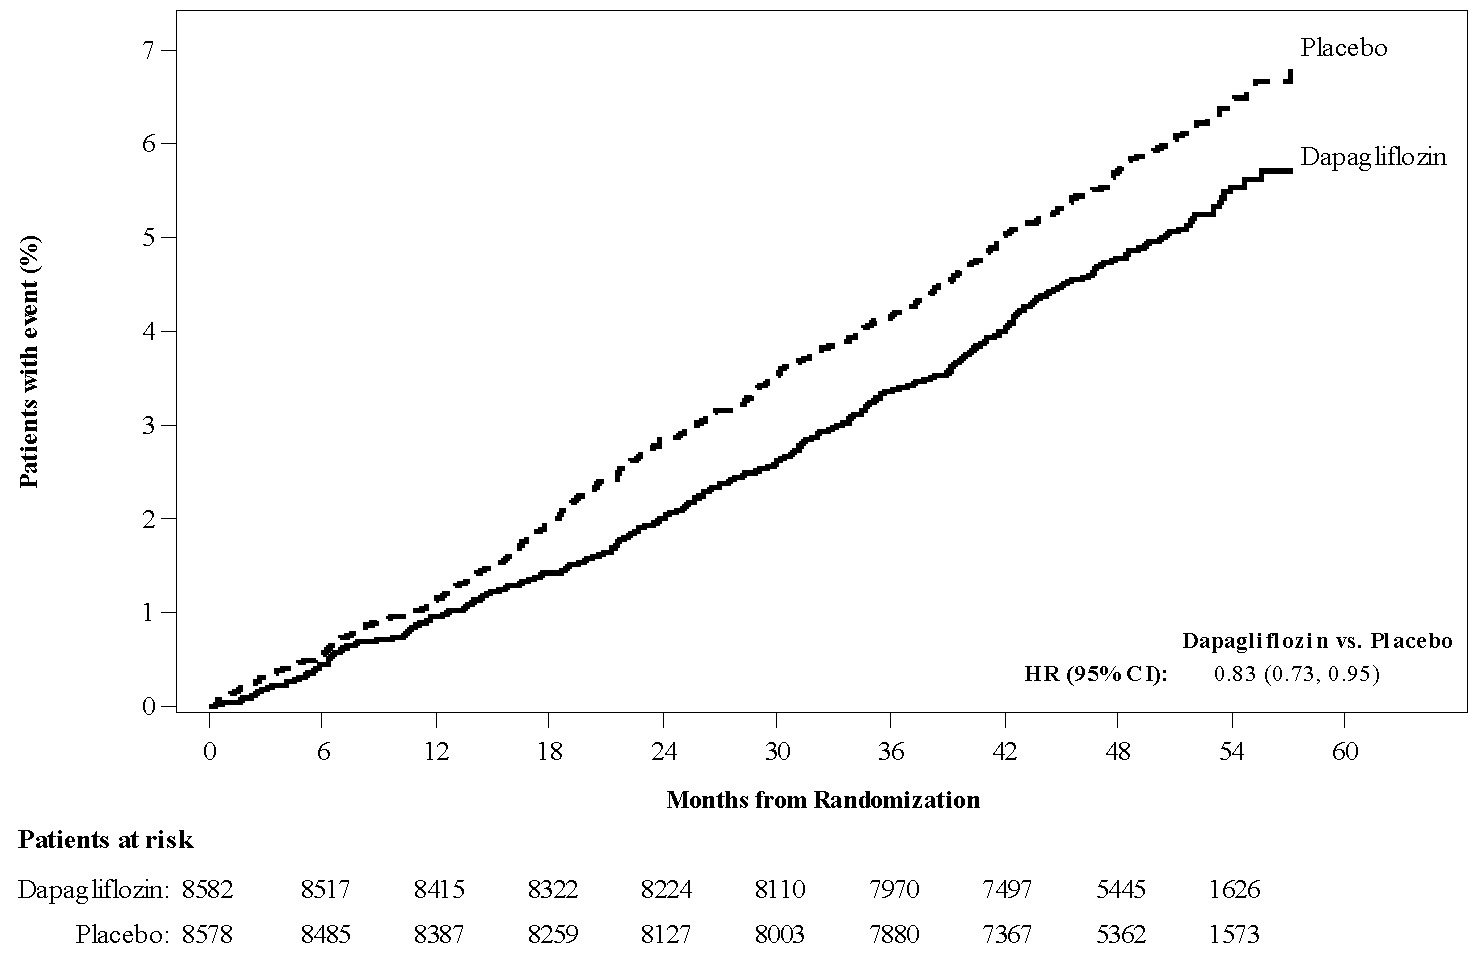 7
Placebo
6
Dapagliflozin
5
4
3
2
1
0
Patients with event (%)
Dapagliflozin vs. Placebo
HR (95% CI): 0.83 (0.73, 0.95)
0 6 12 18 24 30 36 42 48 54 60
Months from Randomization
Patients at risk
Dapagliflozin: 8582 8517 8415 8322 8224 8110 7970 7497 5445 1626
Placebo: 8578 8485 8387 8259 8127 8003 7880 7367 5362 1573